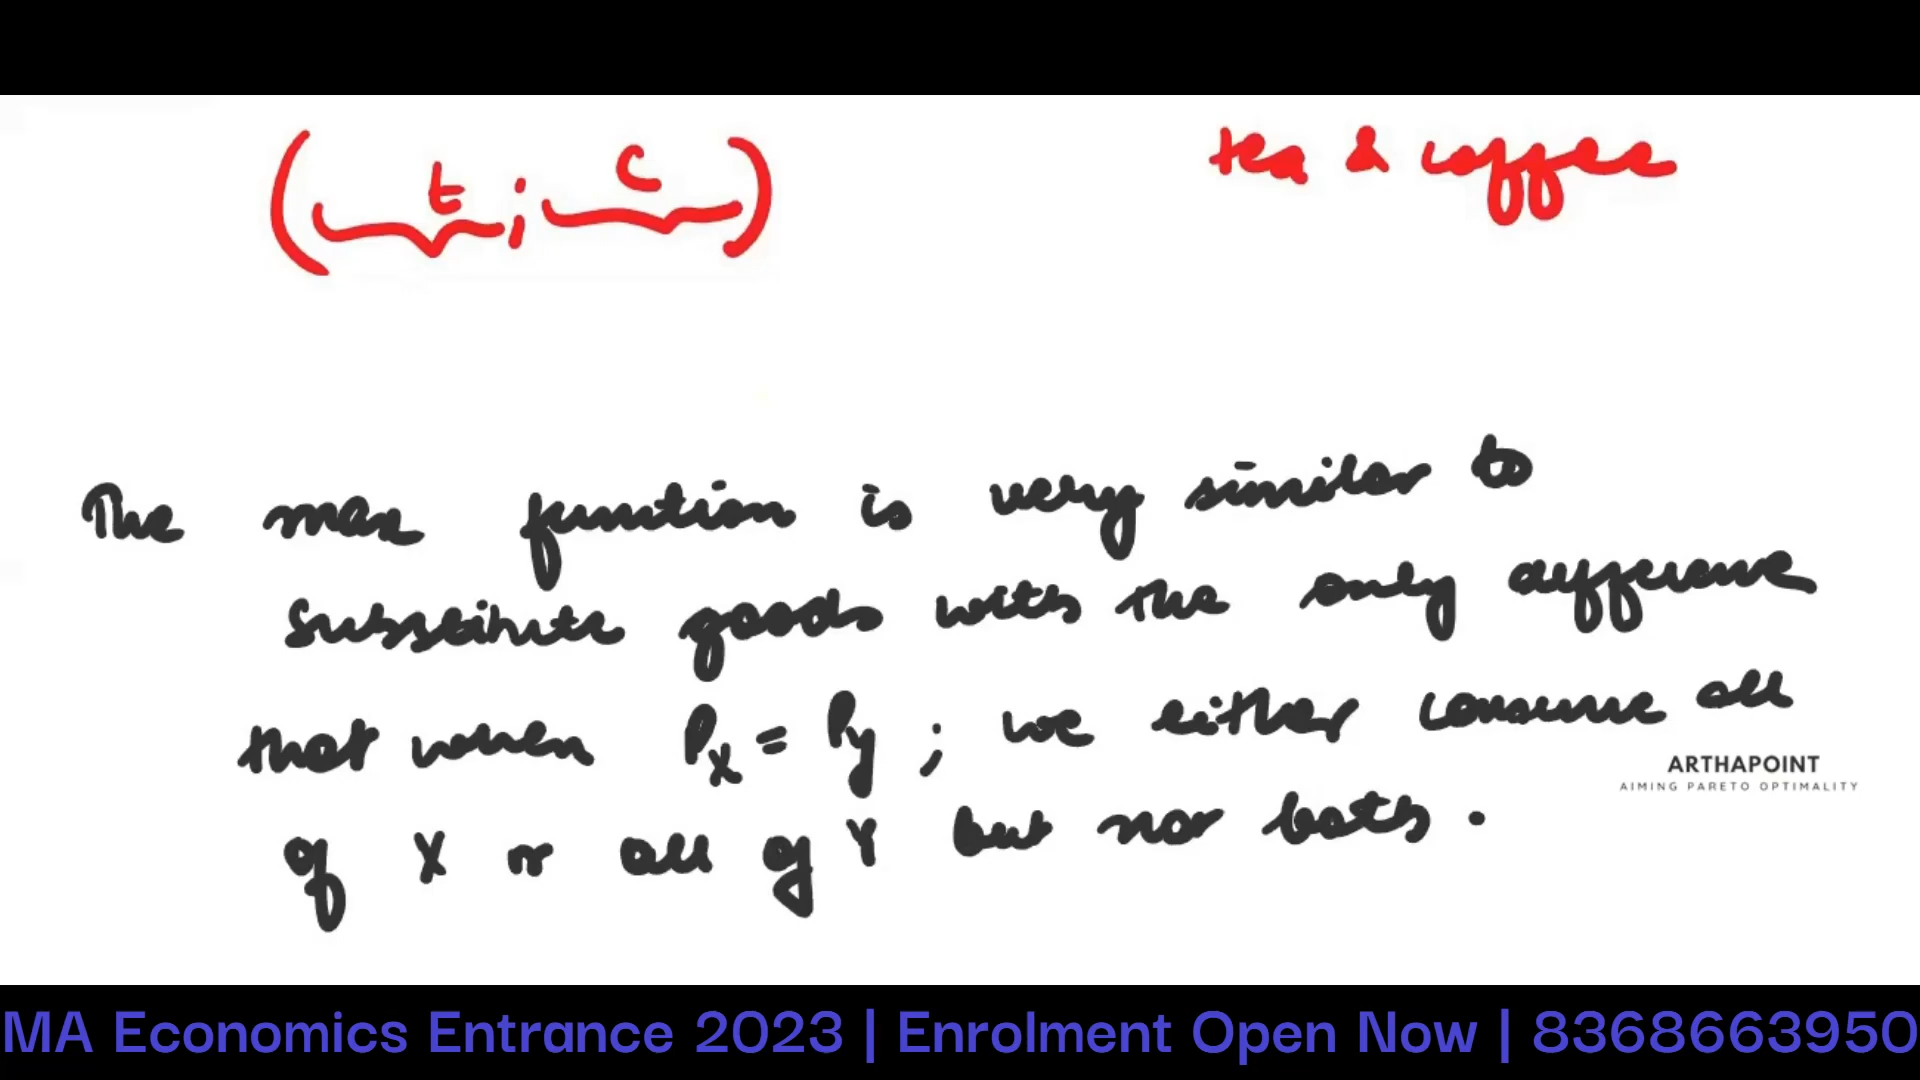 ( t ; c )
tea & coffee
The max function is very similar to
substitute goods with the only difference
that when Px = Py ; we either consume all
of X or all of Y but not both .
ARTHAPOINT
AIMING PARETO OPTIMALITY
MA Economics Entrance 2023 | Enrolment Open Now | 8368663950